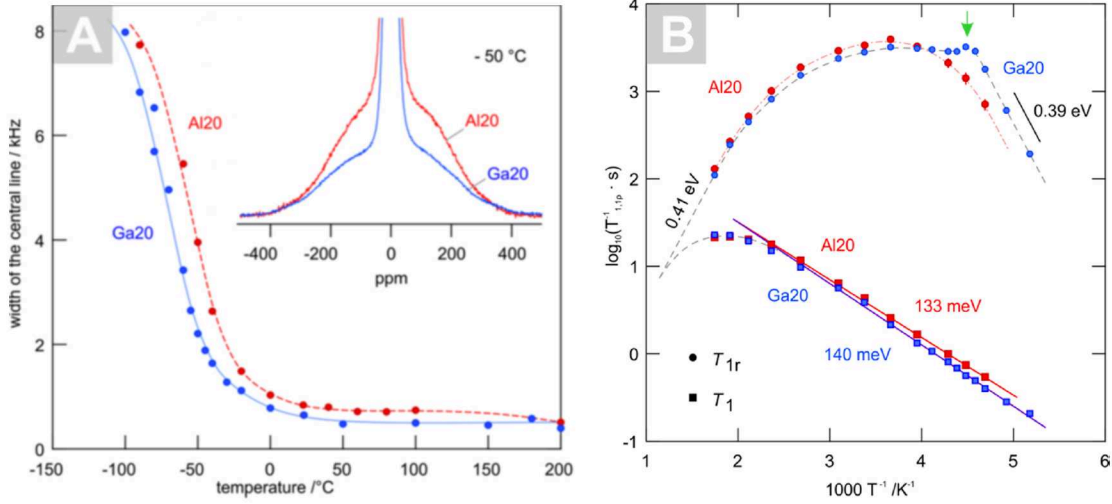 A
width of the central line / kHz
8
6
4
2
0
-150
-100
-50
0
50
100
150
200
temperature /°C
Al20
Ga20
- 50 °C
Al20
Ga20
-400
-200
0
200
400
ppm
B
log₁₀(T⁻¹₁,₁ρ · s)
4
3
2
1
0
-1
1
2
3
4
5
6
1000 T⁻¹ /K⁻¹
Al20
Ga20
0.39 eV
0.41 eV
Al20
Ga20
133 meV
140 meV
T₁r
T₁